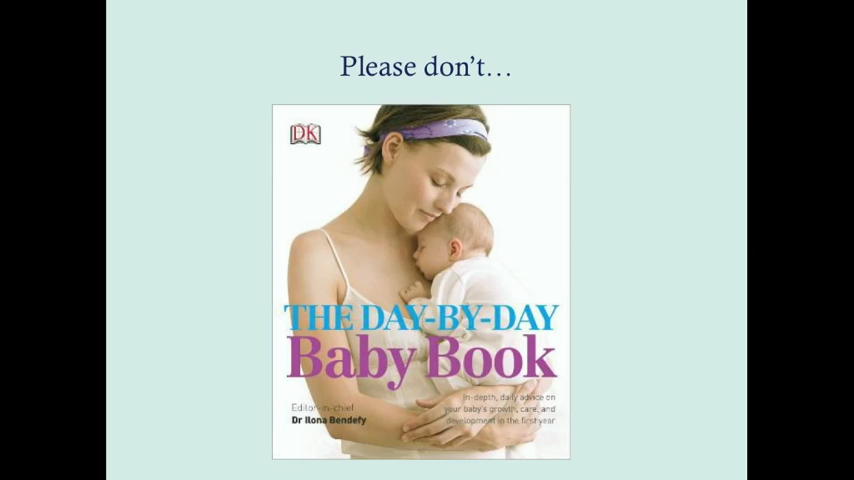 Please don't…
DK
THE DAY-BY-DAY
Baby Book
In-depth, daily advice on
your baby's growth, care, and
development in the first year
Editor-in-chief
Dr Ilona Bendefy